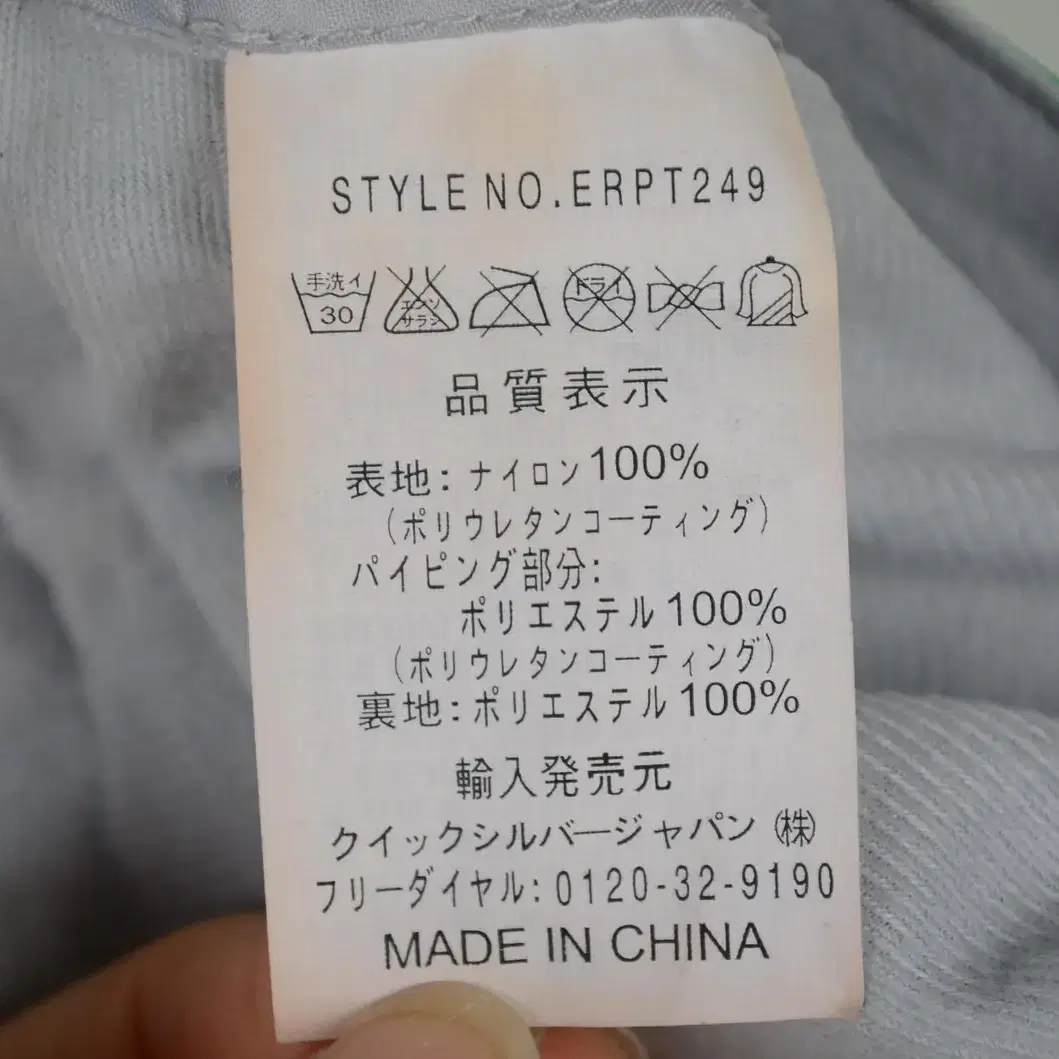 STYLE NO.ERPT249
手洗イ
30
エンソ
サラシ
ドライ
品質表示
表地:ナイロン100%
(ポリウレタンコーティング)
パイピング部分:
ポリエステル100%
(ポリウレタンコーティング)
裏地:ポリエステル100%
輸入発売元
クイックシルバージャパン㈱
フリーダイヤル:0120-32-9190
MADE IN CHINA